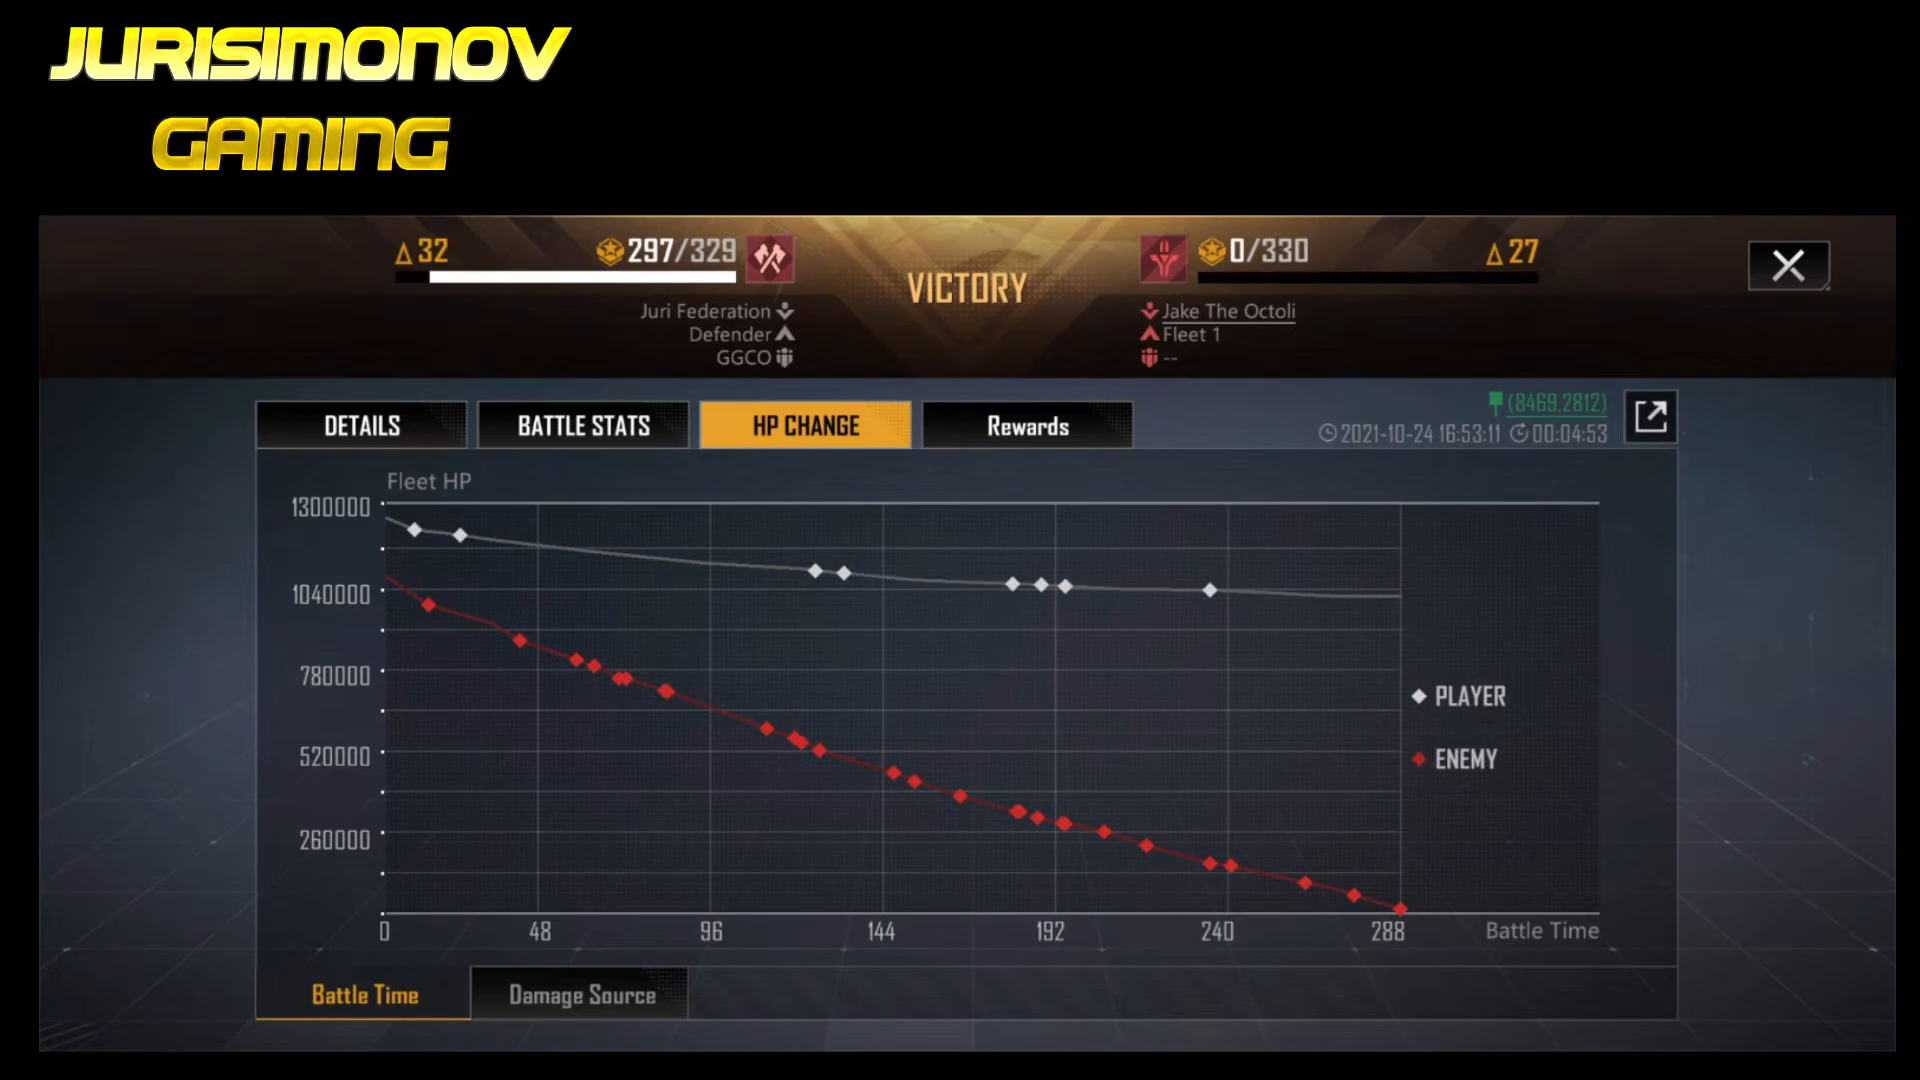 JURISIMONOV
GAMING
32 297/329
VICTORY
0/330 27
Juri Federation
Defender
GGCO
Jake The Octoli
Fleet 1
--
DETAILS
BATTLE STATS
HP CHANGE
Rewards
(8469.2812)
2021-10-24 16:53:11 00:04:53
Fleet HP
1300000
1040000
780000
520000
260000
PLAYER
ENEMY
0 48 96 144 192 240 288 Battle Time
Battle Time
Damage Source